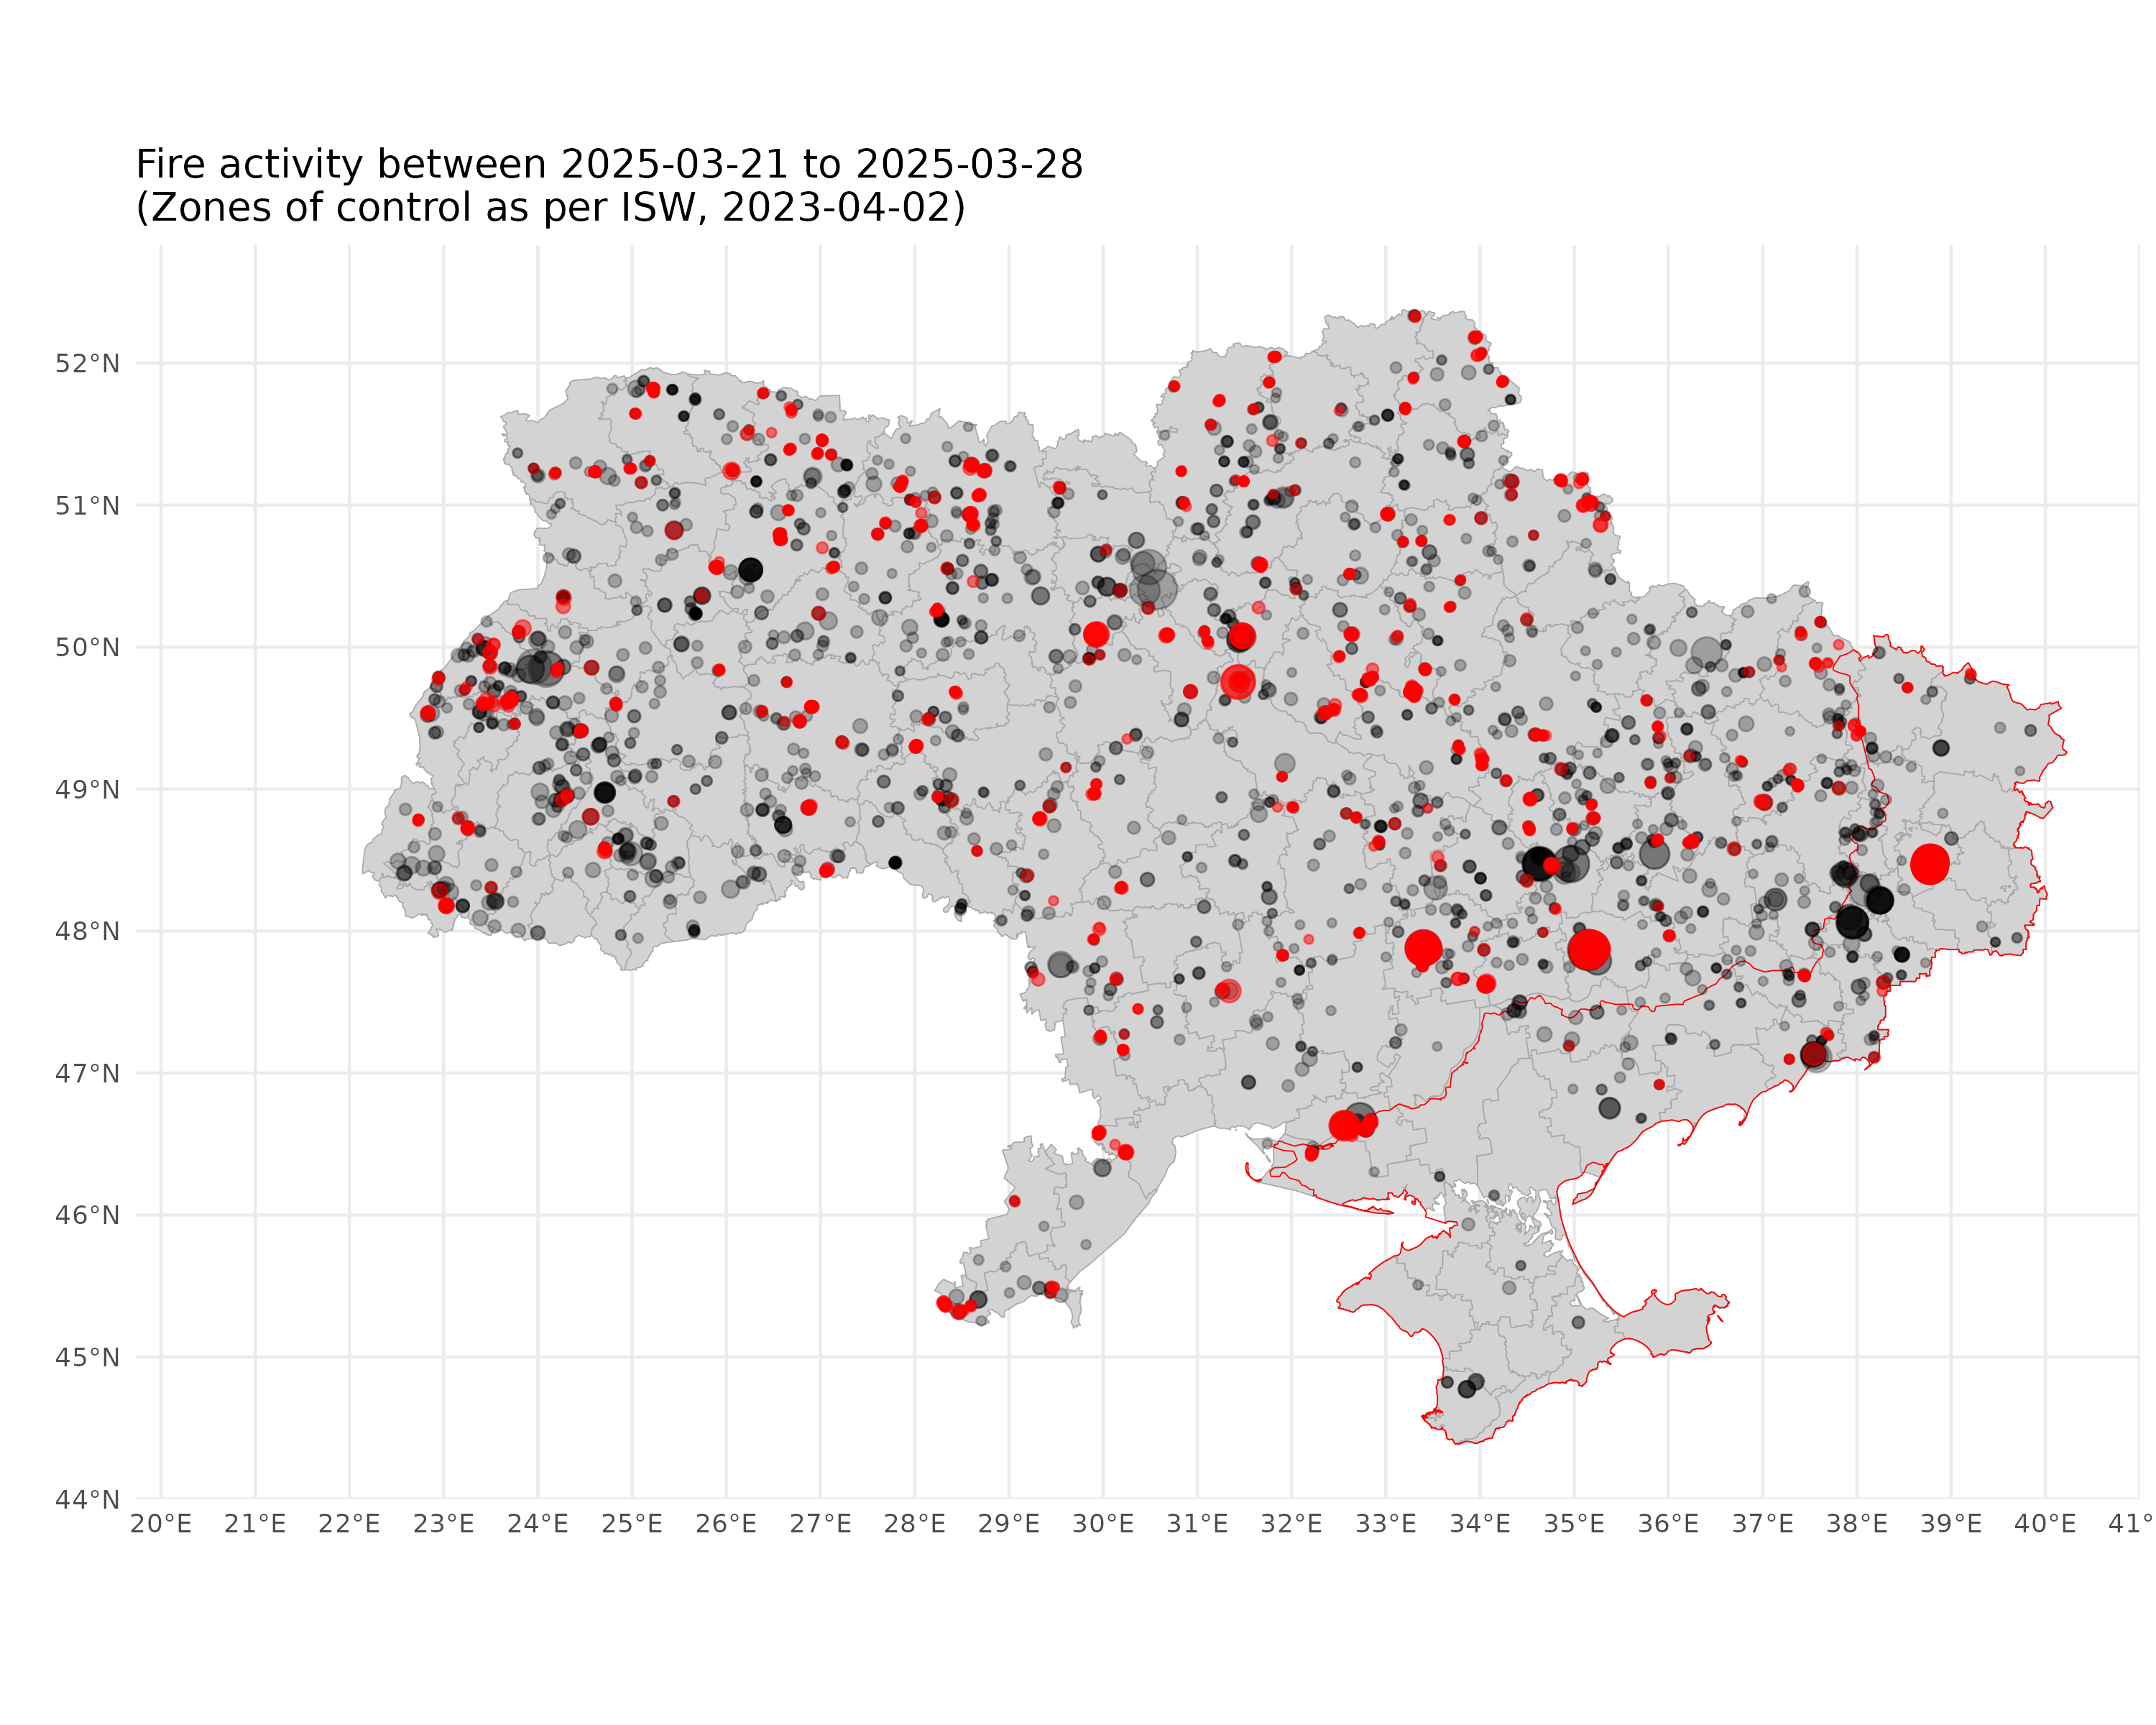 Fire activity between 2025-03-21 to 2025-03-28
(Zones of control as per ISW, 2023-04-02)
52°N
51°N
50°N
49°N
48°N
47°N
46°N
45°N
44°N
20°E 21°E 22°E 23°E 24°E 25°E 26°E 27°E 28°E 29°E 30°E 31°E 32°E 33°E 34°E 35°E 36°E 37°E 38°E 39°E 40°E 41°